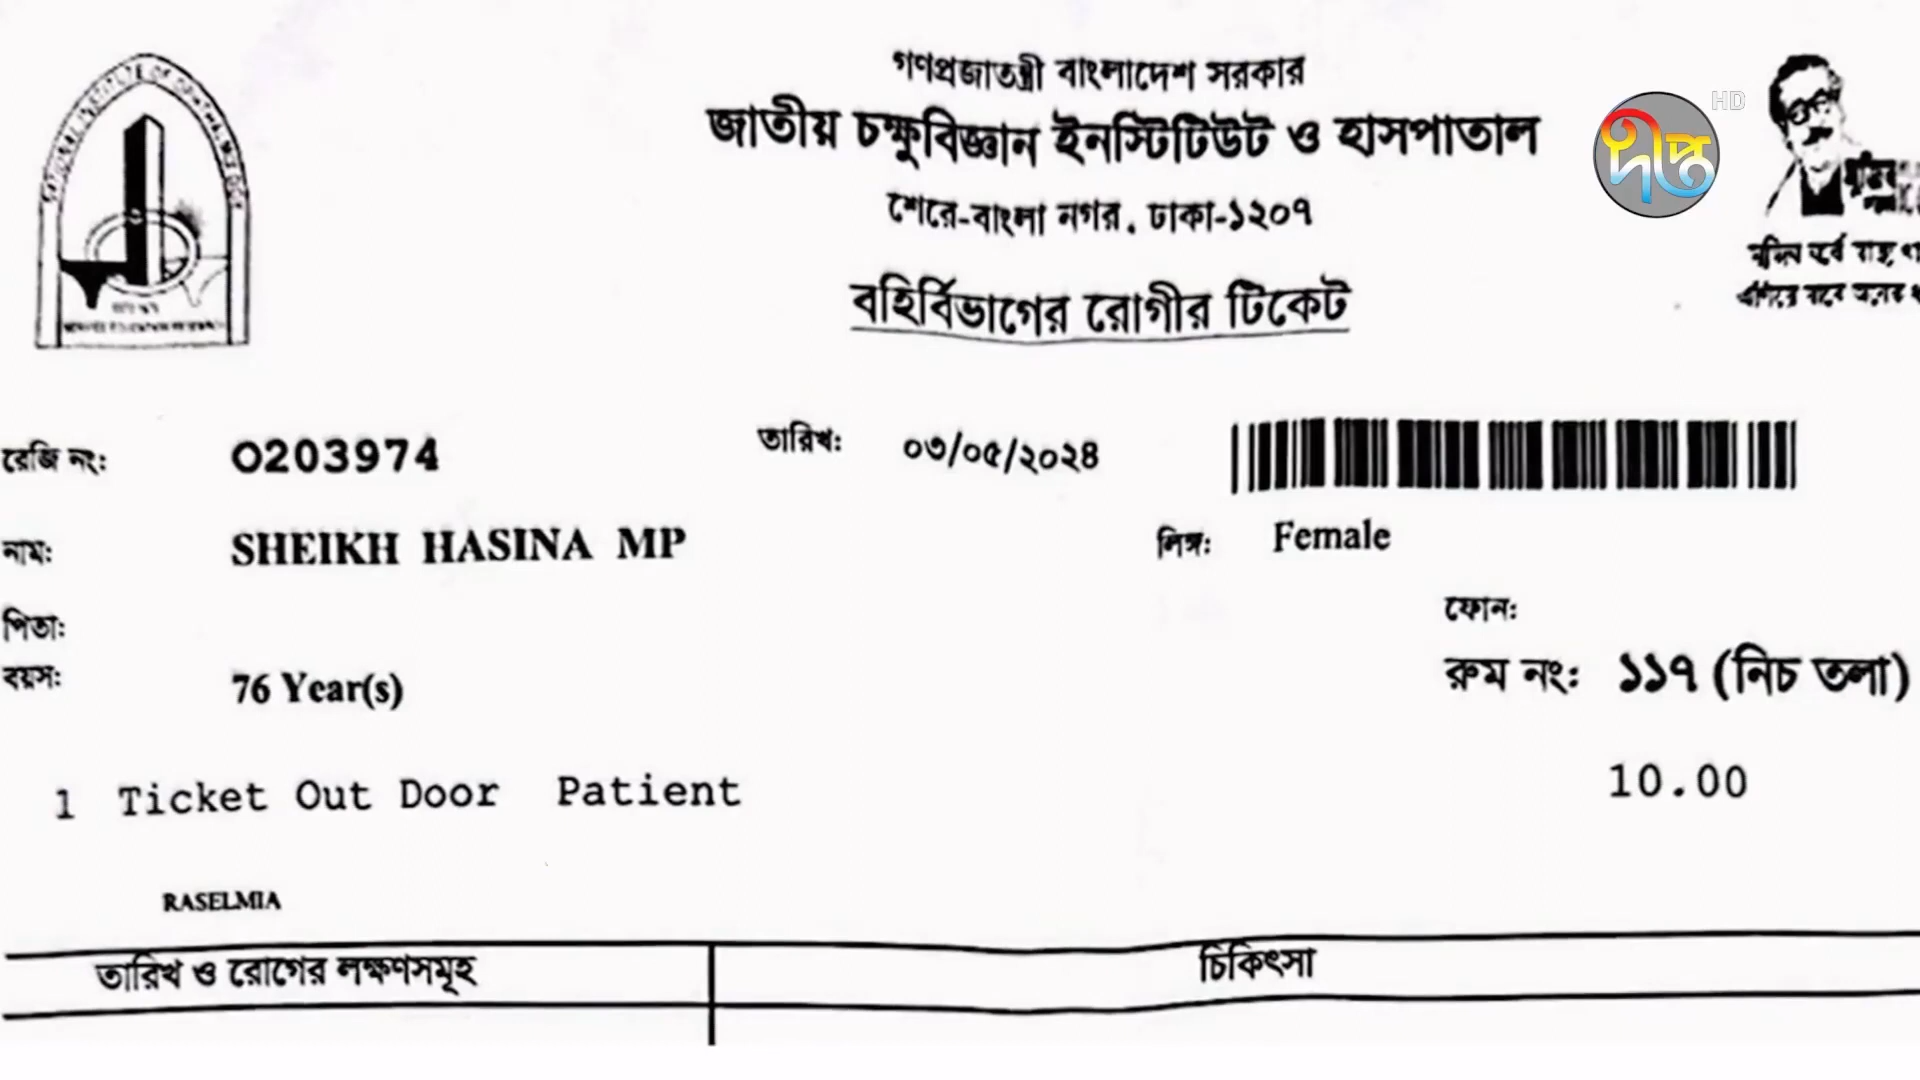 গণপ্রজাতন্ত্রী বাংলাদেশ সরকার
জাতীয় চক্ষুবিজ্ঞান ইনস্টিটিউট ও হাসপাতাল
শেরে-বাংলা নগর, ঢাকা-১২০৭
বহির্বিভাগের রোগীর টিকেট
দীপ্ত HD
রেজি নং: 0203974 তারিখ: ০৩/০৫/২০২৪
নাম: SHEIKH HASINA MP লিঙ্গ: Female
পিতা: ফোন:
বয়স: 76 Year(s) রুম নং: ১১৭ (নিচ তলা)
1 Ticket Out Door Patient 10.00
RASELMIA
তারিখ ও রোগের লক্ষণসমূহ চিকিৎসা